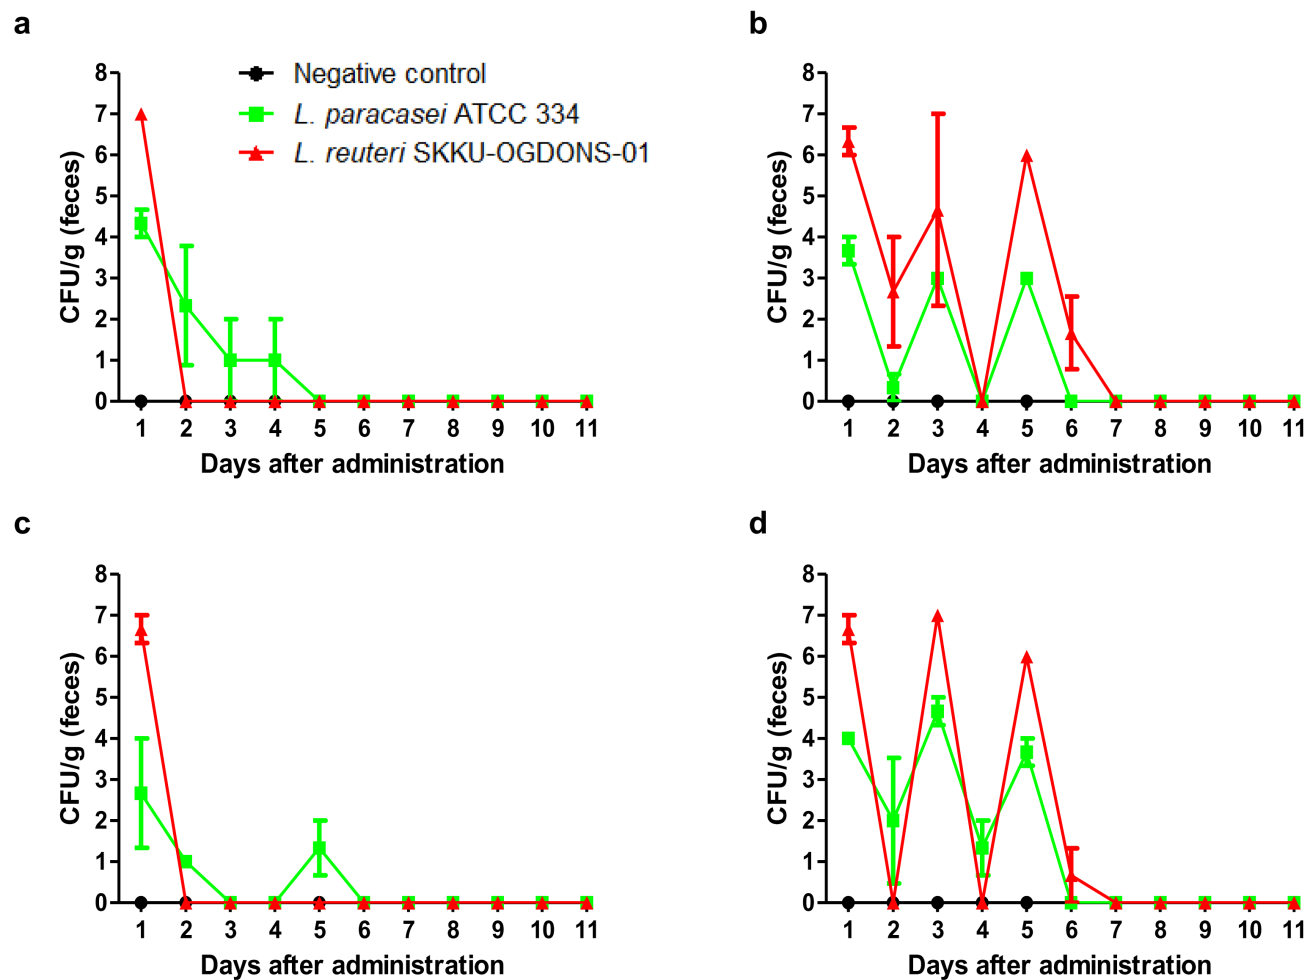 a
8
7
6
5
4
3
2
1
0
CFU/g (feces)
Negative control
L. paracasei ATCC 334
L. reuteri SKKU-OGDONS-01
1 2 3 4 5 6 7 8 9 10 11
Days after administration
b
8
7
6
5
4
3
2
1
0
CFU/g (feces)
1 2 3 4 5 6 7 8 9 10 11
Days after administration
c
8
7
6
5
4
3
2
1
0
CFU/g (feces)
1 2 3 4 5 6 7 8 9 10 11
Days after administration
d
8
7
6
5
4
3
2
1
0
CFU/g (feces)
1 2 3 4 5 6 7 8 9 10 11
Days after administration